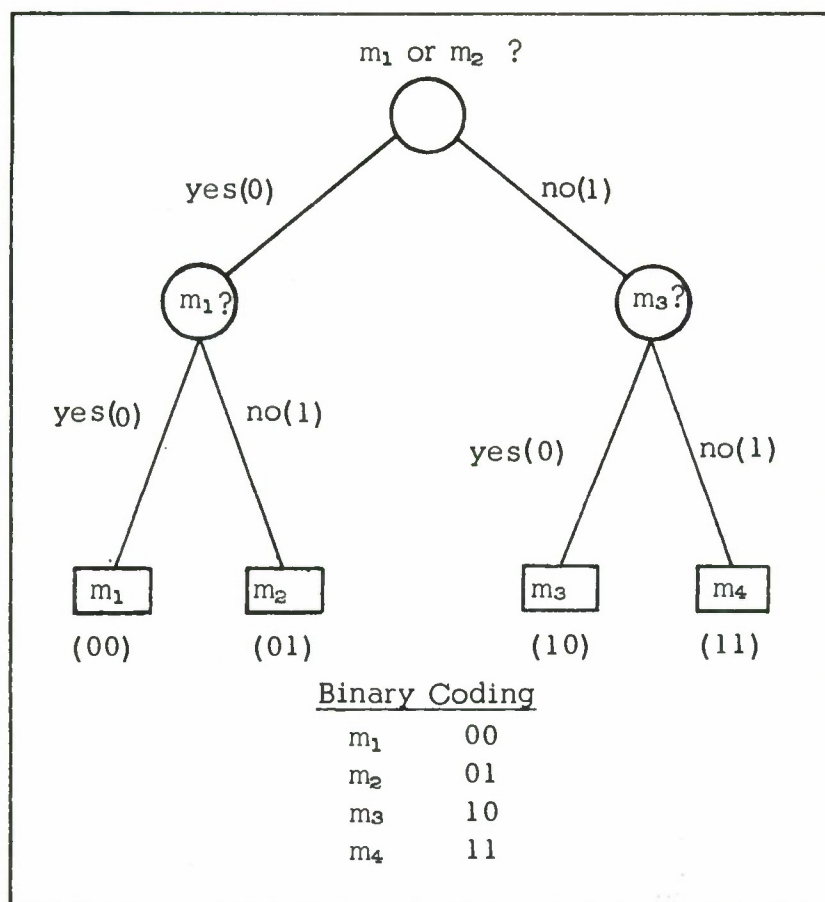 m₁ or m₂ ?
yes(0) no(1)
m₁? m₃?
yes(0) no(1) yes(0) no(1)
m₁ m₂ m₃ m₄
(00) (01) (10) (11)
Binary Coding
m₁ 00
m₂ 01
m₃ 10
m₄ 11